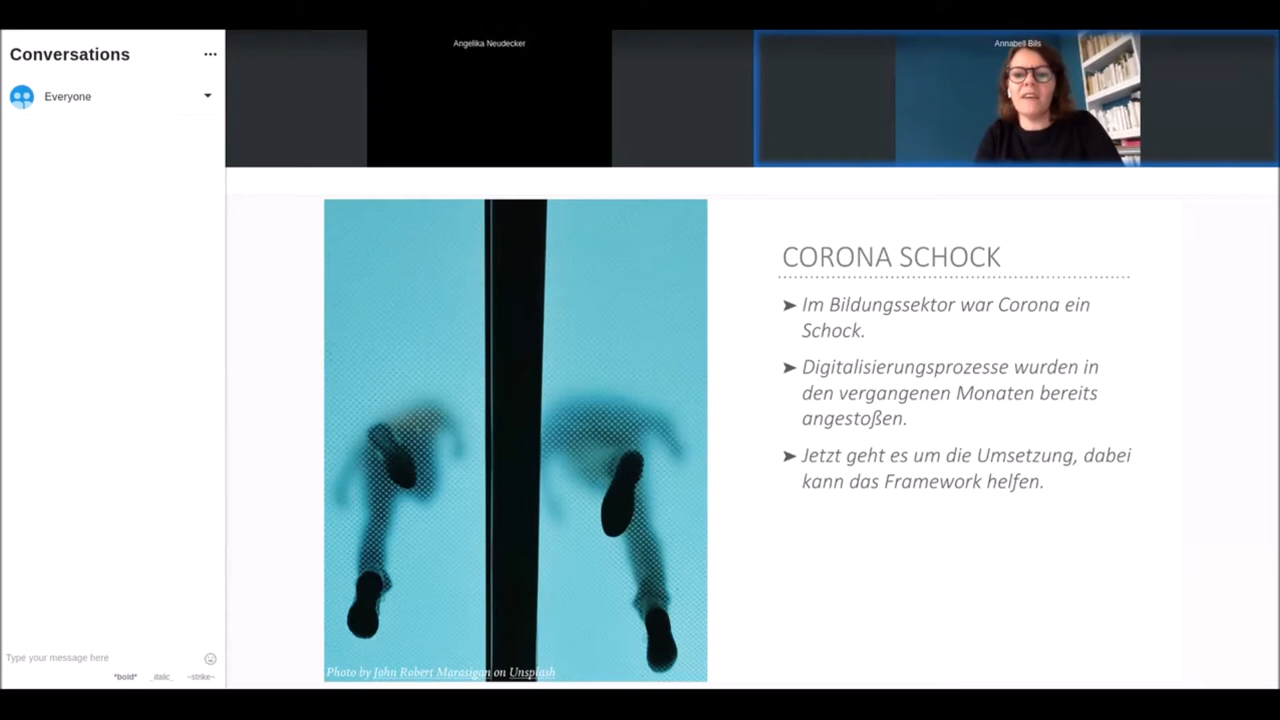 Conversations
Everyone
Angelika Neudecker
Annabell Bils
CORONA SCHOCK
➤ Im Bildungssektor war Corona ein
Schock.
➤ Digitalisierungsprozesse wurden in
den vergangenen Monaten bereits
angestoßen.
➤ Jetzt geht es um die Umsetzung, dabei
kann das Framework helfen.
Photo by John Robert Marasigan on Unsplash
Type your message here
*bold* _italic_ ~strike~